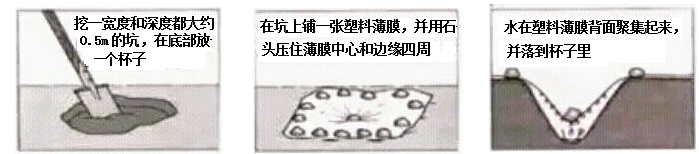 挖一宽度和深度都大约
0.5m的坑，在底部放
一个杯子
在坑上铺一张塑料薄膜，并用石
头压住薄膜中心和边缘四周
水在塑料薄膜背面聚集起来，
并落到杯子里